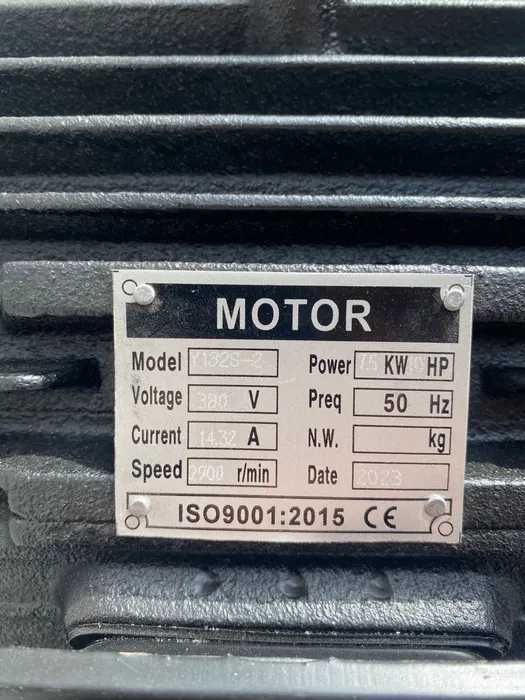 MOTOR
Model Y132S-2 Power 7.5 KW HP
Voltage 380 V Preq 50 Hz
Current 14.32 A N.W. kg
Speed 2900 r/min Date 2023
ISO9001:2015 CE